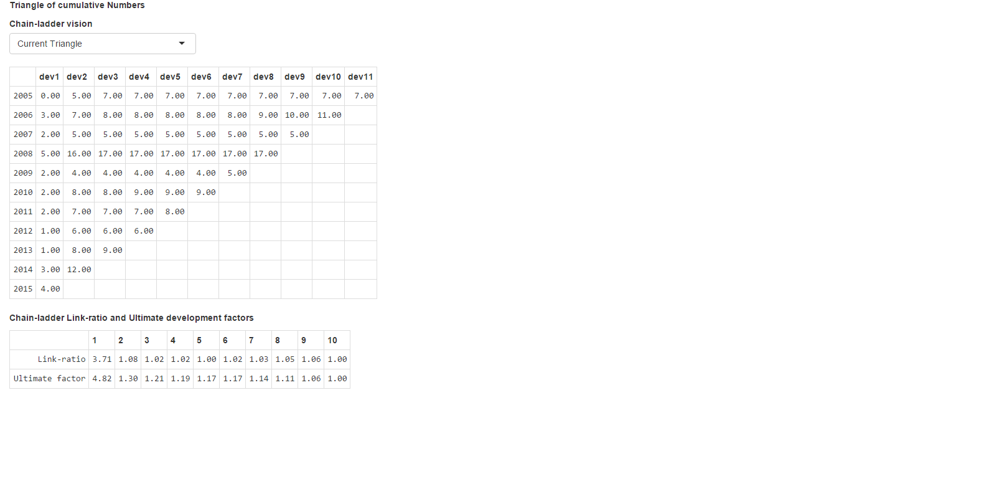 Triangle of cumulative Numbers
Chain-ladder vision
Current Triangle
dev1 dev2 dev3 dev4 dev5 dev6 dev7 dev8 dev9 dev10 dev11
2005 0.00 5.00 7.00 7.00 7.00 7.00 7.00 7.00 7.00 7.00 7.00
2006 3.00 7.00 8.00 8.00 8.00 8.00 8.00 9.00 10.00 11.00
2007 2.00 5.00 5.00 5.00 5.00 5.00 5.00 5.00 5.00
2008 5.00 16.00 17.00 17.00 17.00 17.00 17.00 17.00
2009 2.00 4.00 4.00 4.00 4.00 4.00 5.00
2010 2.00 8.00 8.00 9.00 9.00 9.00
2011 2.00 7.00 7.00 7.00 8.00
2012 1.00 6.00 6.00 6.00
2013 1.00 8.00 9.00
2014 3.00 12.00
2015 4.00
Chain-ladder Link-ratio and Ultimate development factors
1 2 3 4 5 6 7 8 9 10
Link-ratio 3.71 1.08 1.02 1.02 1.00 1.02 1.03 1.05 1.06 1.00
Ultimate factor 4.82 1.30 1.21 1.19 1.17 1.17 1.14 1.11 1.06 1.00